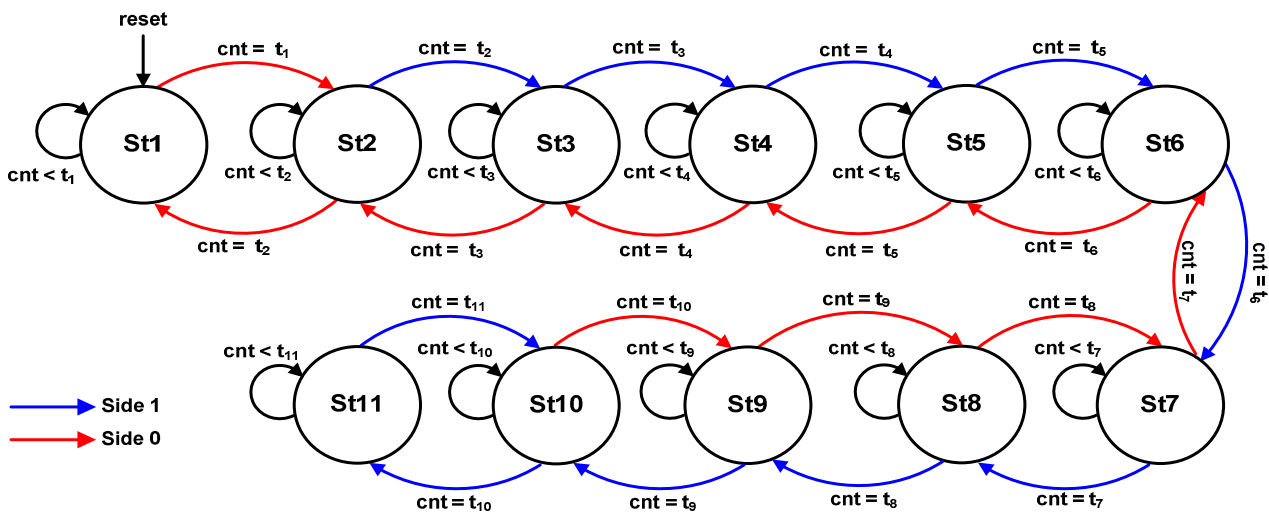 reset
cnt = t₁
cnt = t₂
cnt = t₃
cnt = t₄
cnt = t₅
St1
St2
St3
St4
St5
St6
cnt < t₁
cnt < t₂
cnt < t₃
cnt < t₄
cnt < t₅
cnt < t₆
cnt = t₂
cnt = t₃
cnt = t₄
cnt = t₅
cnt = t₆
cnt = t₇
cnt = t₆
cnt = t₁₁
cnt = t₁₀
cnt = t₉
cnt = t₈
cnt < t₁₁
cnt < t₁₀
cnt < t₉
cnt < t₈
cnt < t₇
St11
St10
St9
St8
St7
Side 1
Side 0
cnt = t₁₀
cnt = t₉
cnt = t₈
cnt = t₇